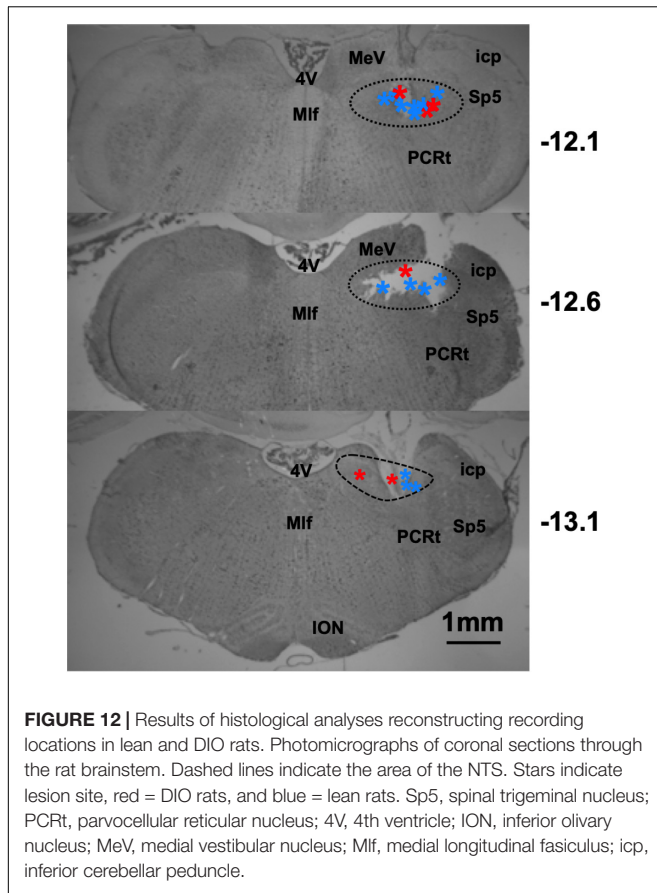 MeV
icp
4V
Sp5
Mlf
PCRt
-12.1
MeV
4V
icp
Mlf
Sp5
PCRt
-12.6
4V
icp
Mlf
Sp5
PCRt
-13.1
ION
1mm
FIGURE 12 | Results of histological analyses reconstructing recording
locations in lean and DIO rats. Photomicrographs of coronal sections through
the rat brainstem. Dashed lines indicate the area of the NTS. Stars indicate
lesion site, red = DIO rats, and blue = lean rats. Sp5, spinal trigeminal nucleus;
PCRt, parvocellular reticular nucleus; 4V, 4th ventricle; ION, inferior olivary
nucleus; MeV, medial vestibular nucleus; Mlf, medial longitudinal fasiculus; icp,
inferior cerebellar peduncle.